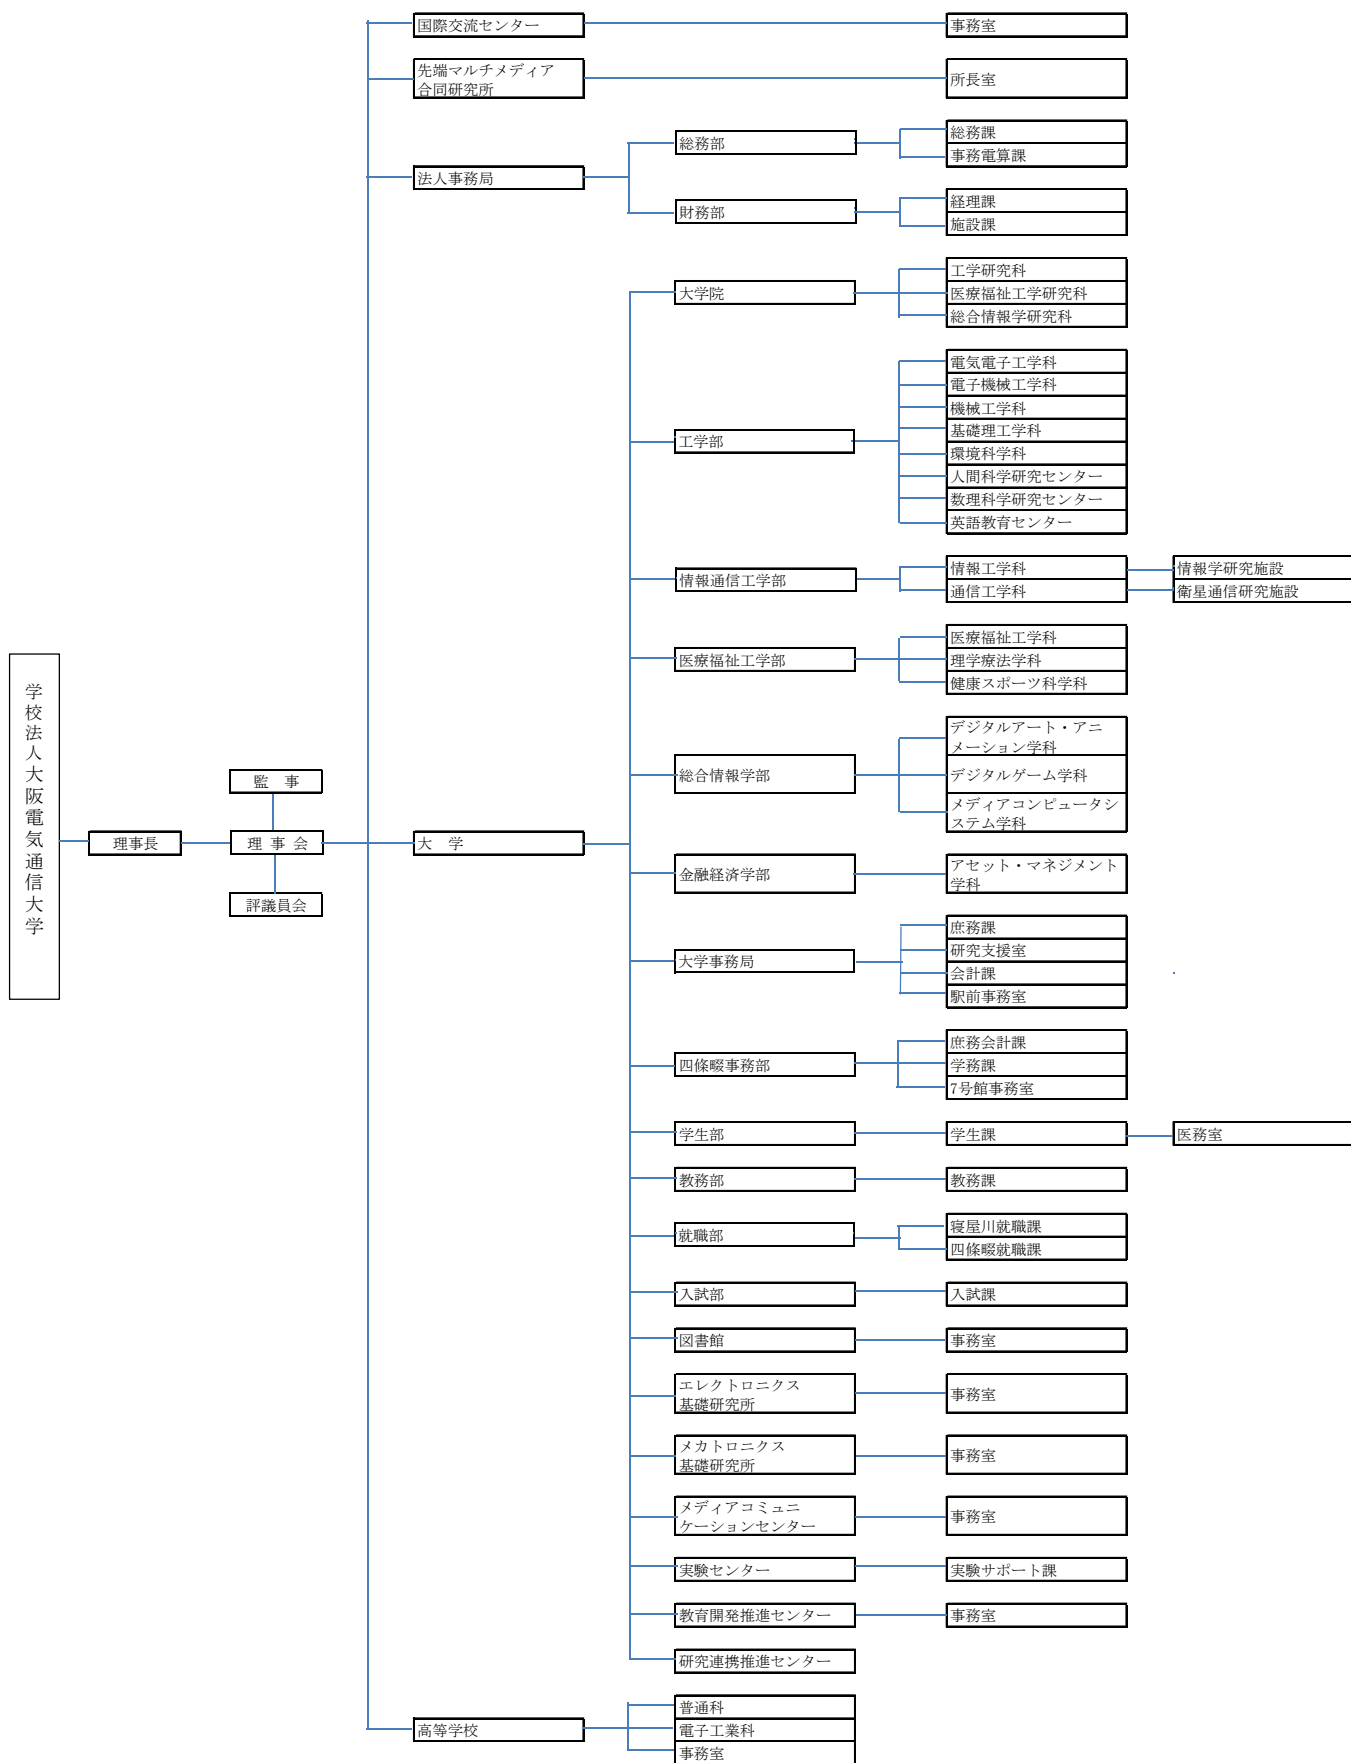 国際交流センター
事務室
先端マルチメディア
合同研究所
所長室
総務部
総務課
事務電算課
法人事務局
財務部
経理課
施設課
大学院
工学研究科
医療福祉工学研究科
総合情報学研究科
工学部
電気電子工学科
電子機械工学科
機械工学科
基礎理工学科
環境科学科
人間科学研究センター
数理科学研究センター
英語教育センター
情報通信工学部
情報工学科
情報学研究施設
通信工学科
衛星通信研究施設
医療福祉工学部
医療福祉工学科
理学療法学科
健康スポーツ科学科
総合情報学部
デジタルアート・アニ
メーション学科
デジタルゲーム学科
メディアコンピュータシ
ステム学科
学校法人大阪電気通信大学
理事長
監　事
理 事 会
評議員会
大　学
金融経済学部
アセット・マネジメント
学科
大学事務局
庶務課
研究支援室
会計課
駅前事務室
四條畷事務部
庶務会計課
学務課
7号館事務室
学生部
学生課
医務室
教務部
教務課
就職部
寝屋川就職課
四條畷就職課
入試部
入試課
図書館
事務室
エレクトロニクス
基礎研究所
事務室
メカトロニクス
基礎研究所
事務室
メディアコミュニ
ケーションセンター
事務室
実験センター
実験サポート課
教育開発推進センター
事務室
研究連携推進センター
高等学校
普通科
電子工業科
事務室